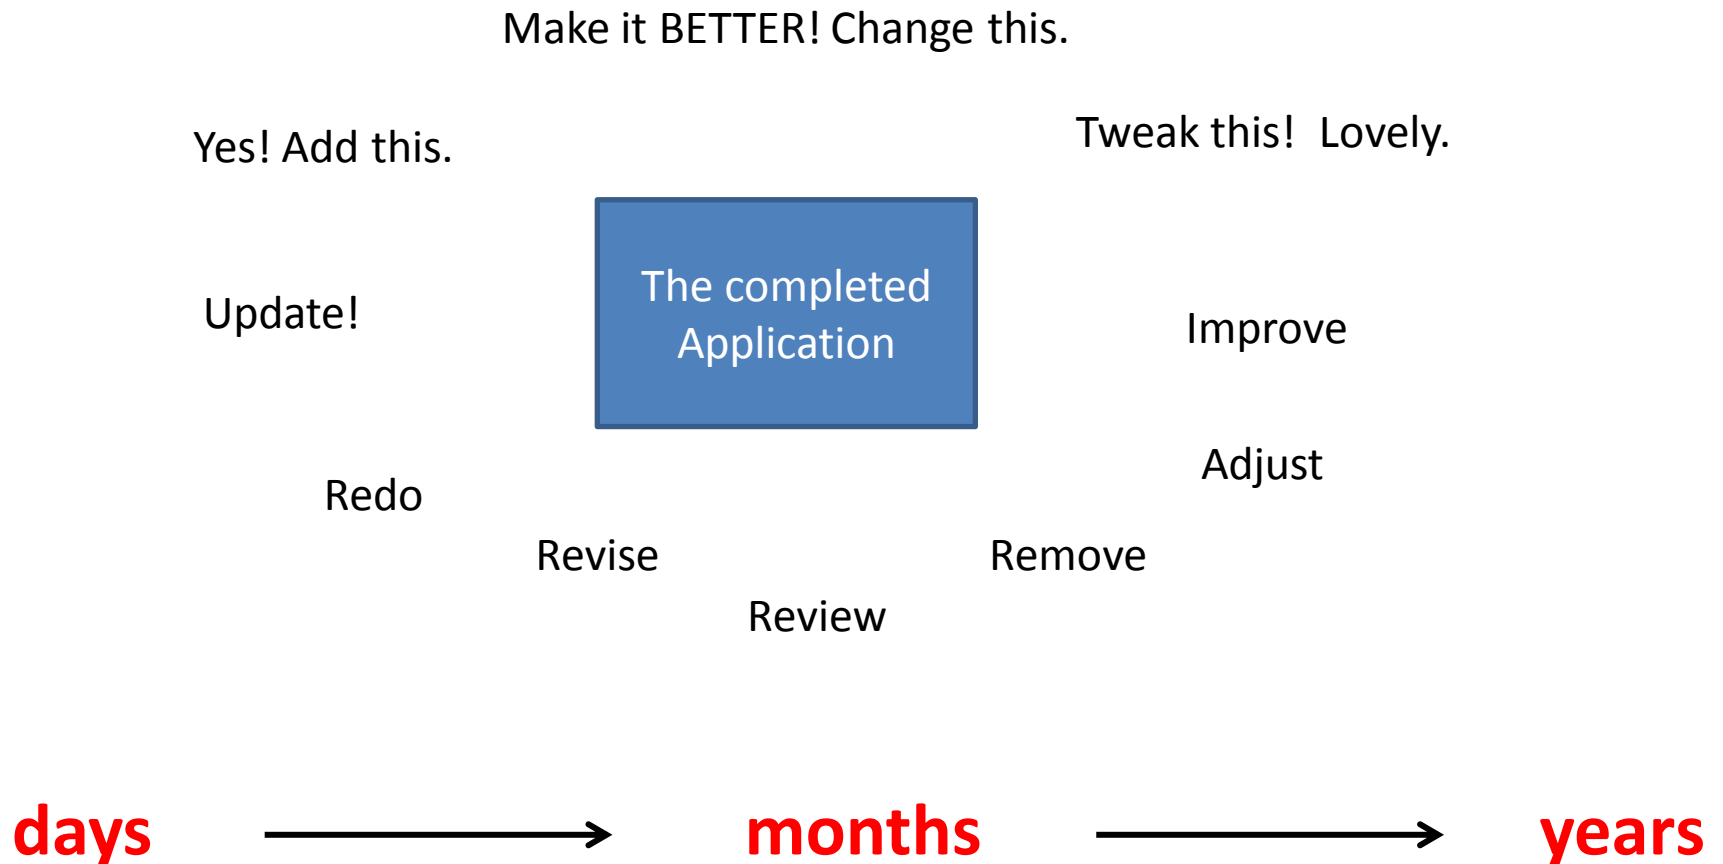 Make it BETTER! Change this.
Yes! Add this.
Tweak this!  Lovely.
The completed
Application
Update!
Improve
Adjust
Redo
Revise
Remove
Review
days
months
years